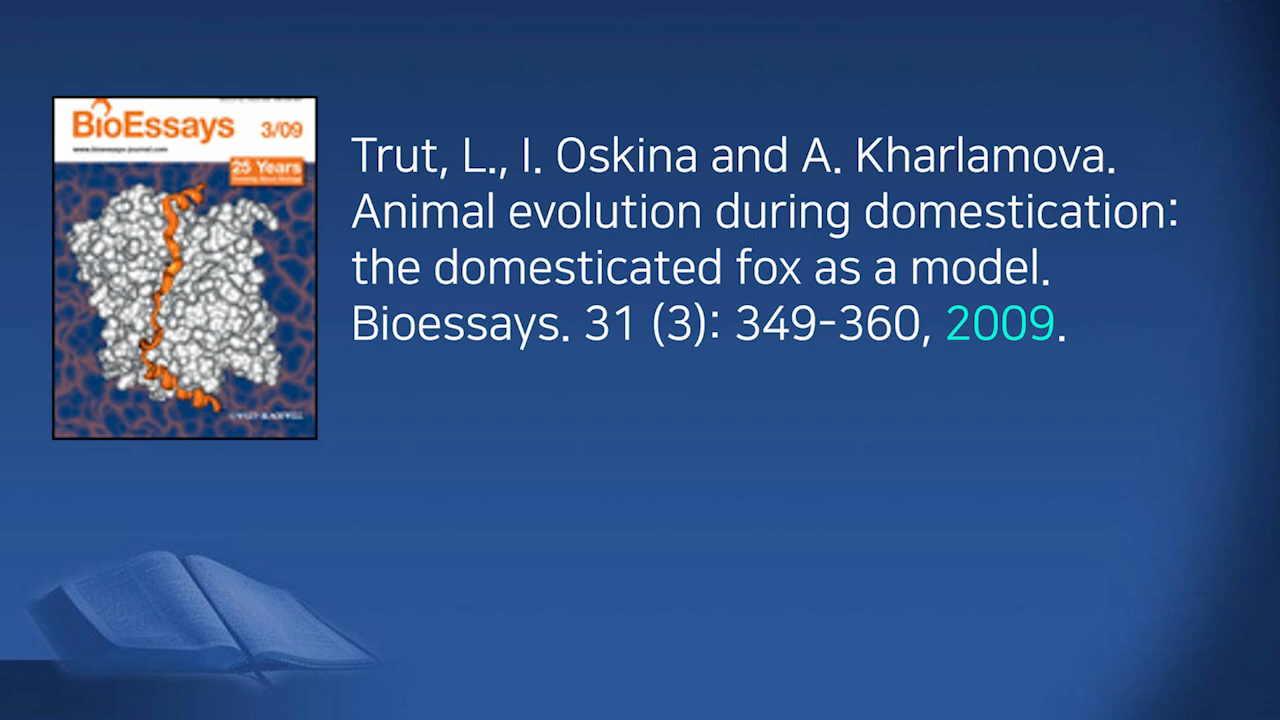 BioEssays 3/09
www.bioessays-journal.com
25 Years
Trut, L., I. Oskina and A. Kharlamova.
Animal evolution during domestication:
the domesticated fox as a model.
Bioessays. 31 (3): 349-360, 2009.